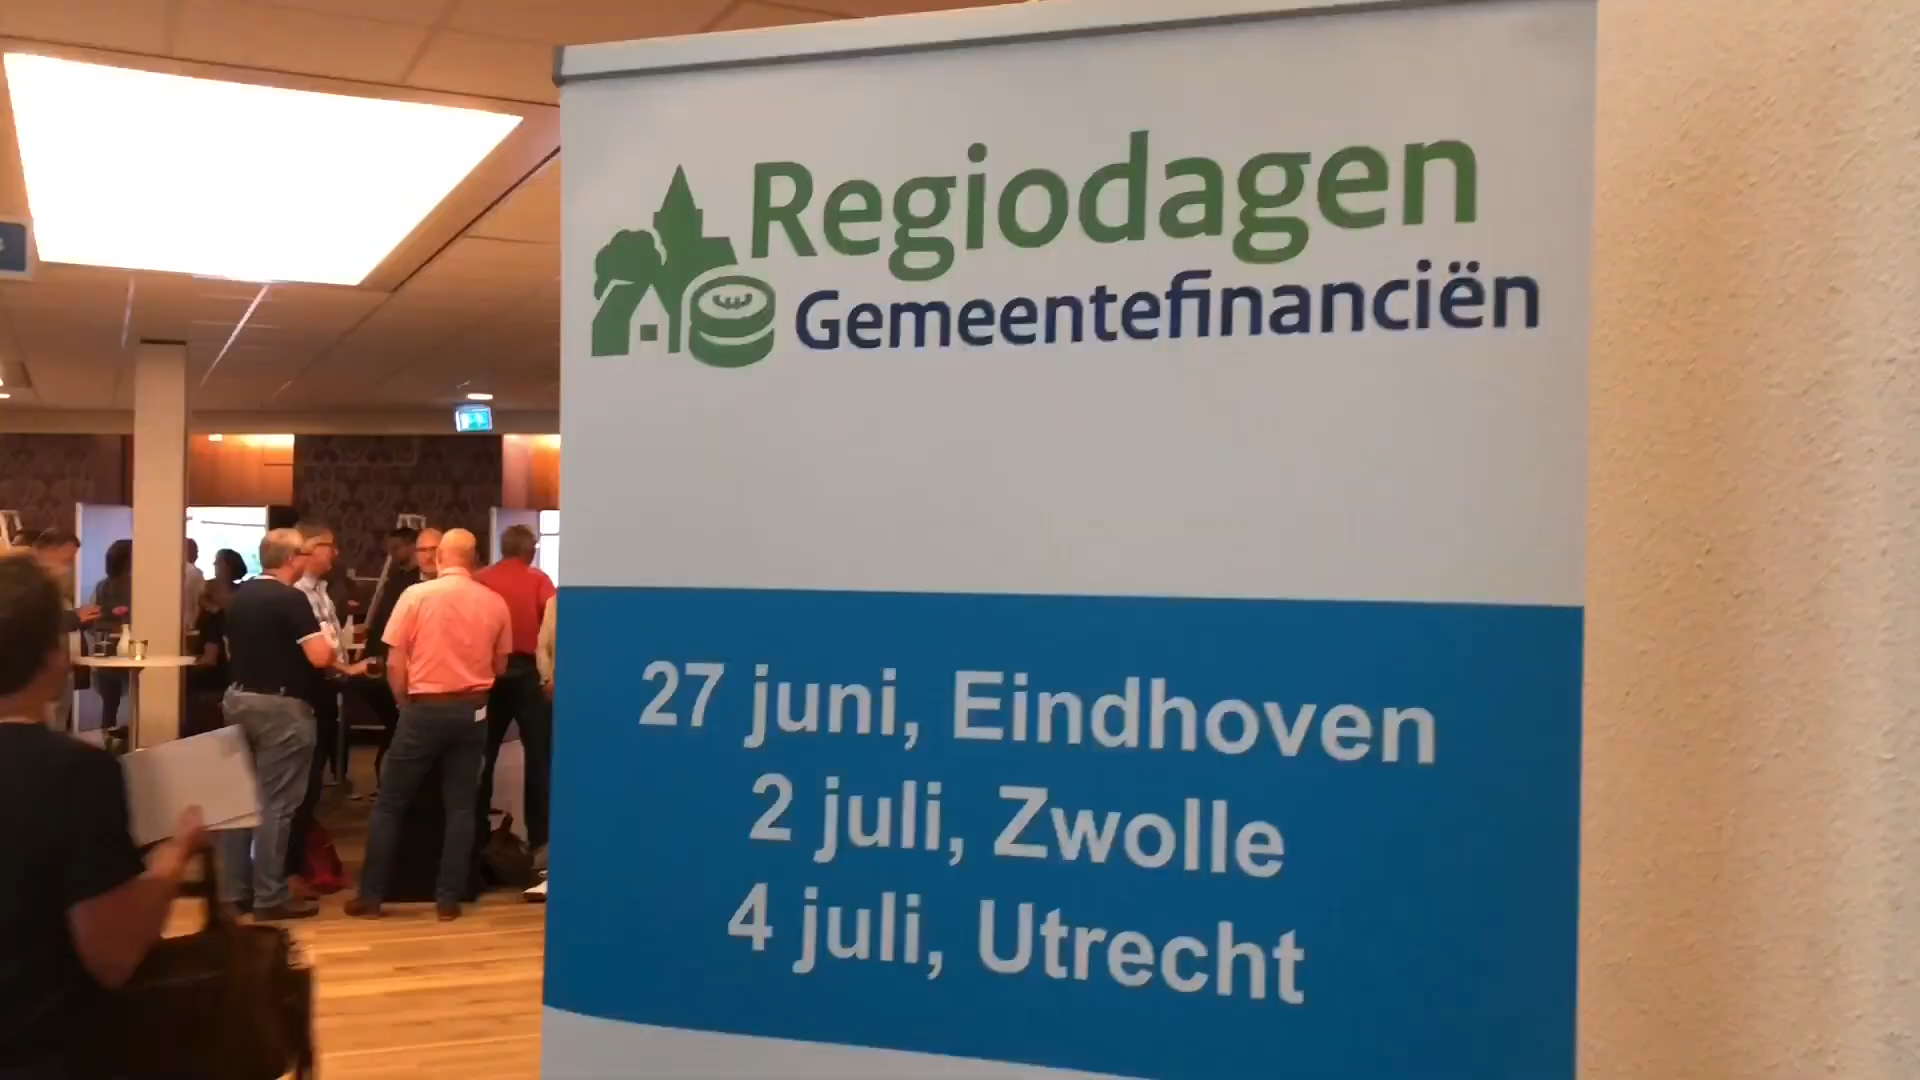 Regiodagen
Gemeentefinanciën
27 juni, Eindhoven
2 juli, Zwolle
4 juli, Utrecht